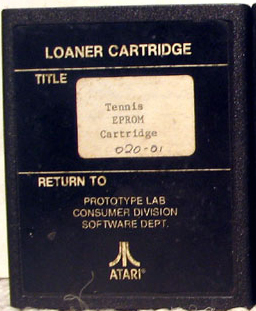 LOANER CARTRIDGE
TITLE
Tennis
EPROM
Cartridge
020-01
RETURN TO
PROTOTYPE LAB
CONSUMER DIVISION
SOFTWARE DEPT.
ATARI®